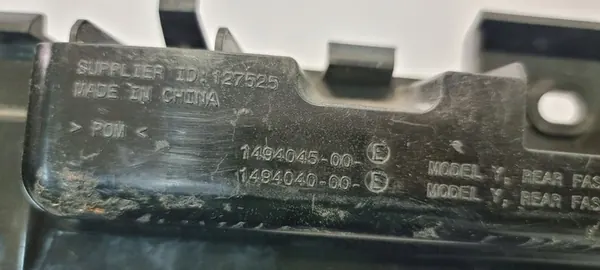 SUPPLIER ID: 127525
MADE IN CHINA
> POM <
1494045-00-E MODEL Y, REAR FAS
1494040-00-E MODEL Y, REAR FAS